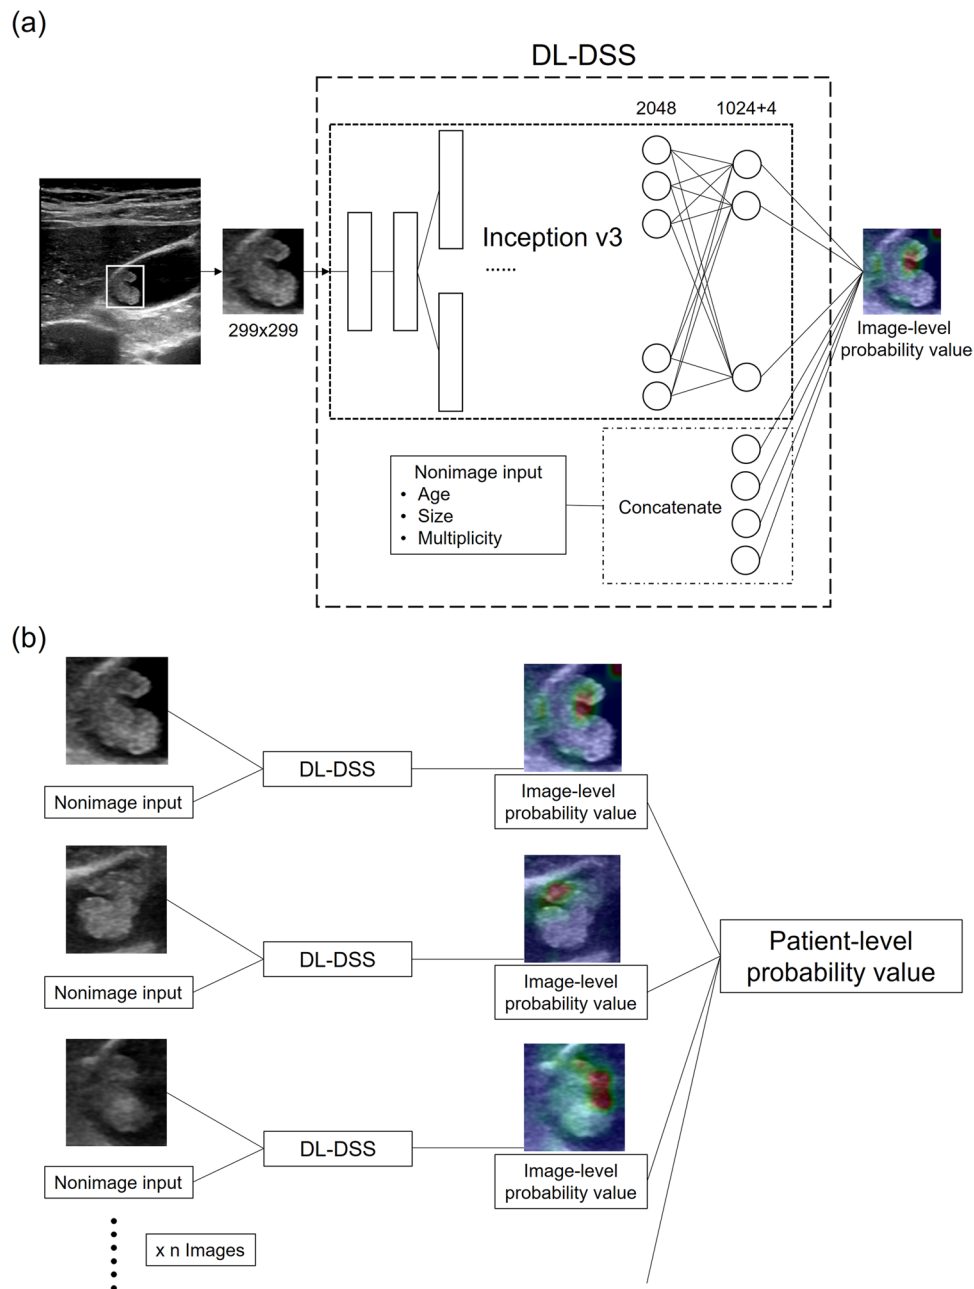 (a)
DL-DSS
2048
1024+4
Inception v3
......
299x299
Image-level
probability value
Nonimage input
• Age
• Size
• Multiplicity
Concatenate
(b)
DL-DSS
Nonimage input
Image-level
probability value
DL-DSS
Nonimage input
Image-level
probability value
Patient-level
probability value
DL-DSS
Nonimage input
Image-level
probability value
x n Images